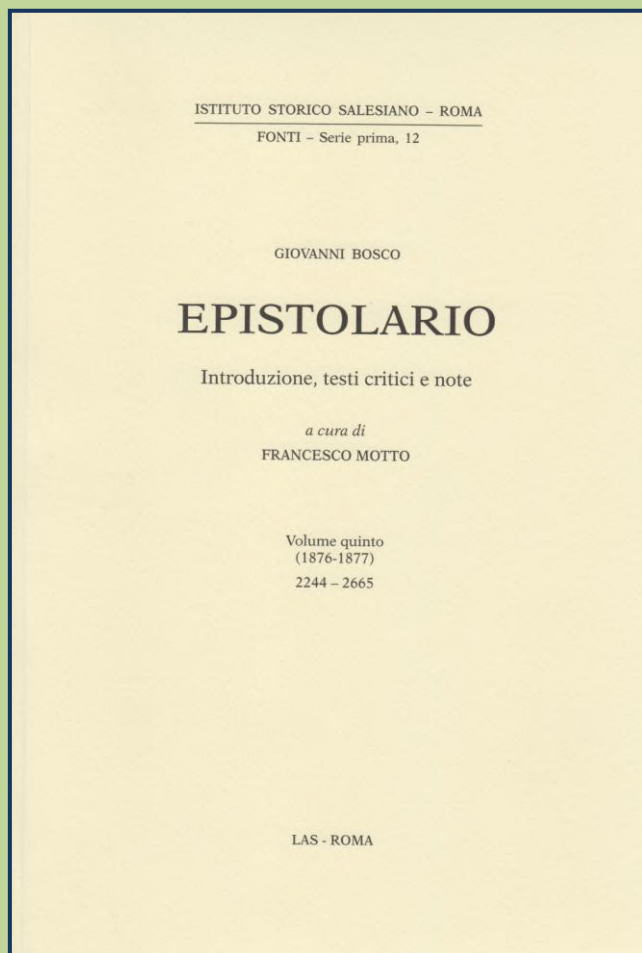 ISTITUTO STORICO SALESIANO – ROMA
FONTI – Serie prima, 12
GIOVANNI BOSCO
EPISTOLARIO
Introduzione, testi critici e note
a cura di
FRANCESCO MOTTO
Volume quinto
(1876-1877)
2244 – 2665
LAS - ROMA